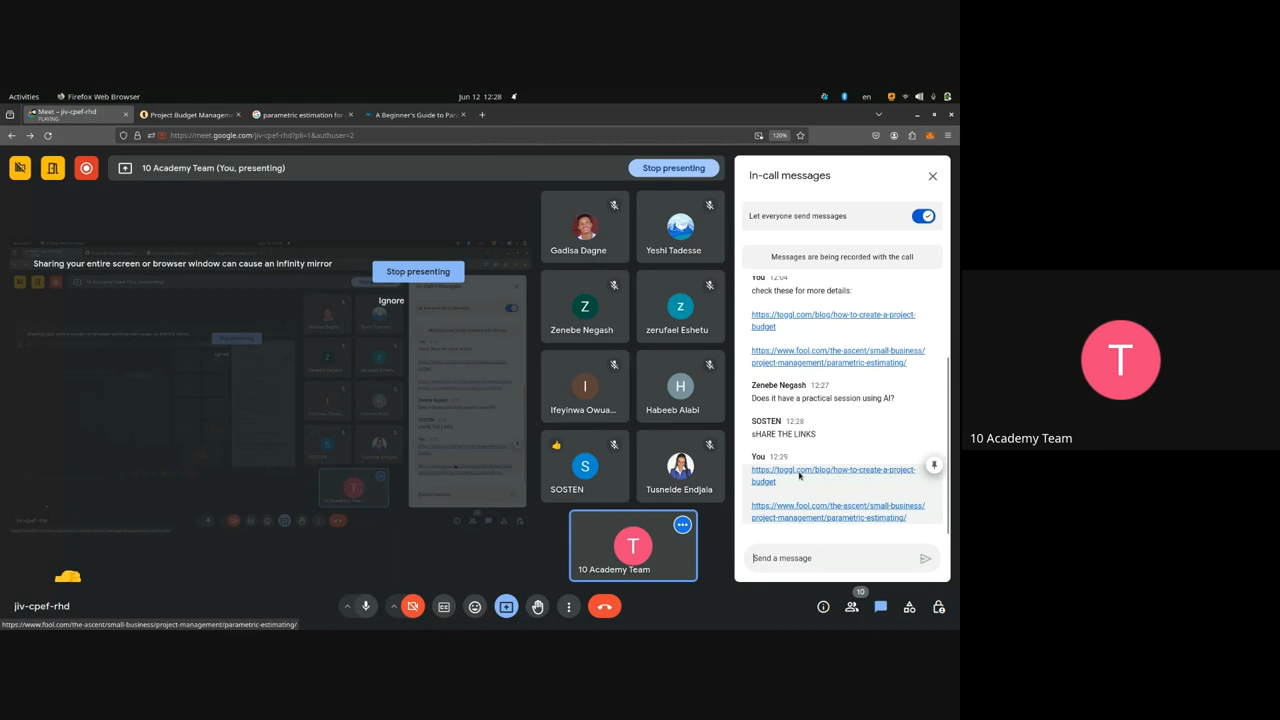 Activities
Firefox Web Browser
Jun 12 12:28
en
Meet – jiv-cpef-rhd
PLAYING
Project Budget Managem
parametric estimation for
A Beginner's Guide to Par
https://meet.google.com/jiv-cpef-rhd?pli=1&authuser=2
120%
10 Academy Team (You, presenting)
Stop presenting
Sharing your entire screen or browser window can cause an infinity mirror
Stop presenting
Ignore
Gadisa Dagne
Yeshi Tadesse
Z
Zenebe Negash
z
zerufael Eshetu
I
Ifeyinwa Owua...
H
Habeeb Alabi
S
SOSTEN
Tusnelde Endjala
T
10 Academy Team
In-call messages
Let everyone send messages
Messages are being recorded with the call
You 12:04
check these for more details:
https://toggl.com/blog/how-to-create-a-project-
budget
https://www.fool.com/the-ascent/small-business/
project-management/parametric-estimating/
Zenebe Negash 12:27
Does it have a practical session using AI?
SOSTEN 12:28
sHARE THE LINKS
You 12:29
https://toggl.com/blog/how-to-create-a-project-
budget
https://www.fool.com/the-ascent/small-business/
project-management/parametric-estimating/
Send a message
jiv-cpef-rhd
10
https://www.fool.com/the-ascent/small-business/project-management/parametric-estimating/
T
10 Academy Team